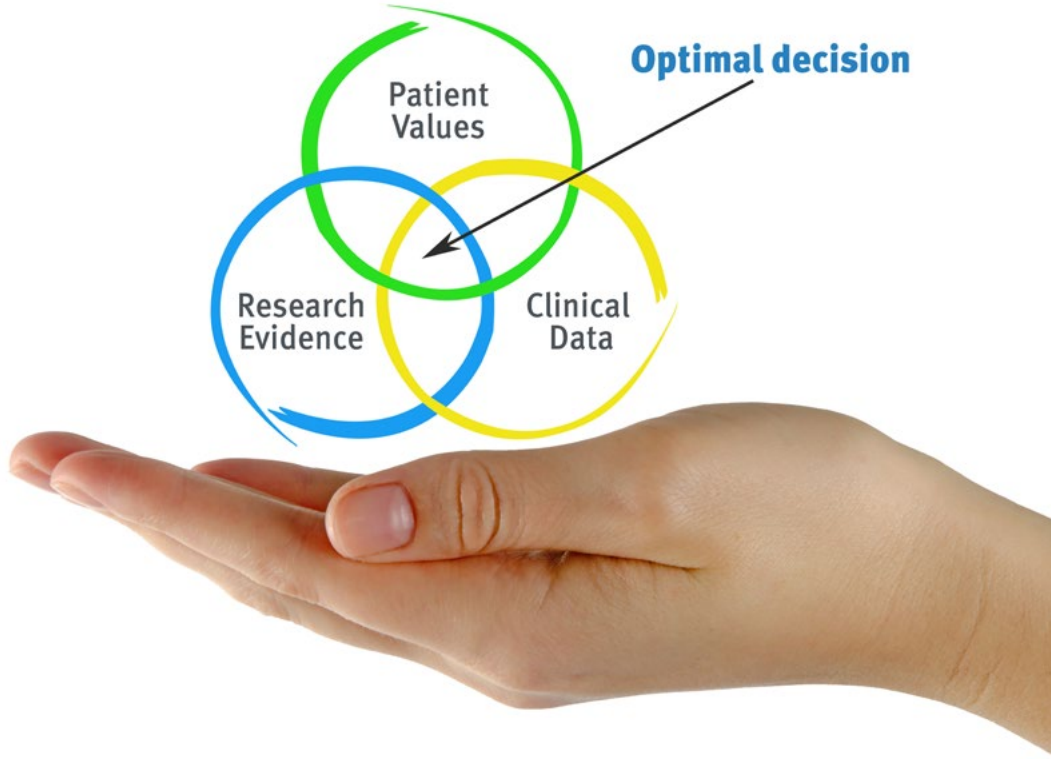 Optimal decision
Patient
Values
Research
Evidence
Clinical
Data